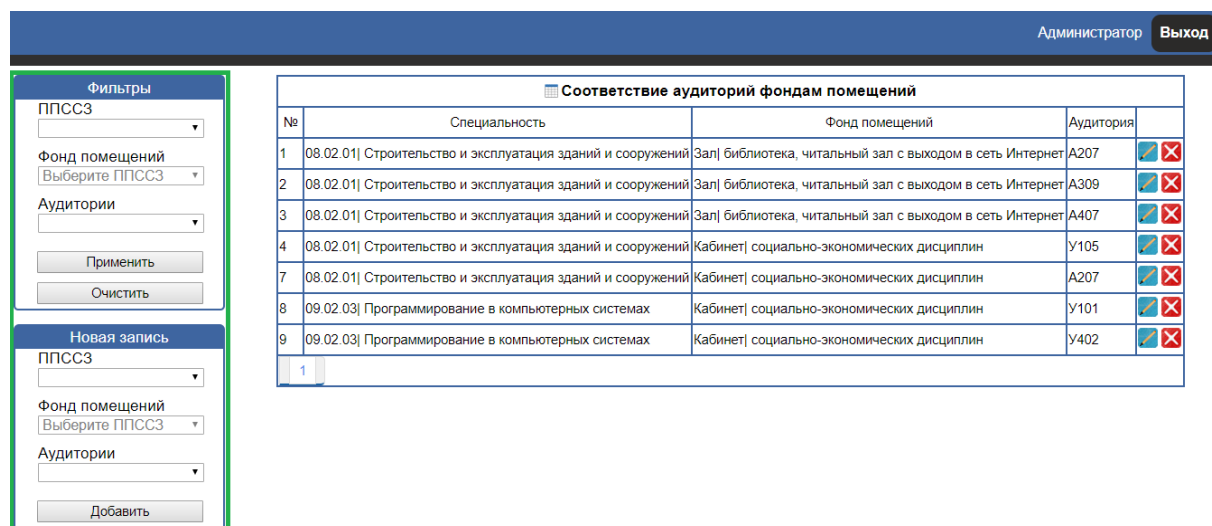 Администратор Выход
Фильтры
ППССЗ
Фонд помещений
Выберите ППССЗ
Аудитории
Применить
Очистить
Новая запись
ППССЗ
Фонд помещений
Выберите ППССЗ
Аудитории
Добавить
Соответствие аудиторий фондам помещений
№ Специальность Фонд помещений Аудитория
1 08.02.01| Строительство и эксплуатация зданий и сооружений Зал| библиотека, читальный зал с выходом в сеть Интернет А207
2 08.02.01| Строительство и эксплуатация зданий и сооружений Зал| библиотека, читальный зал с выходом в сеть Интернет А309
3 08.02.01| Строительство и эксплуатация зданий и сооружений Зал| библиотека, читальный зал с выходом в сеть Интернет А407
4 08.02.01| Строительство и эксплуатация зданий и сооружений Кабинет| социально-экономических дисциплин У105
7 08.02.01| Строительство и эксплуатация зданий и сооружений Кабинет| социально-экономических дисциплин А207
8 09.02.03| Программирование в компьютерных системах Кабинет| социально-экономических дисциплин У101
9 09.02.03| Программирование в компьютерных системах Кабинет| социально-экономических дисциплин У402
1